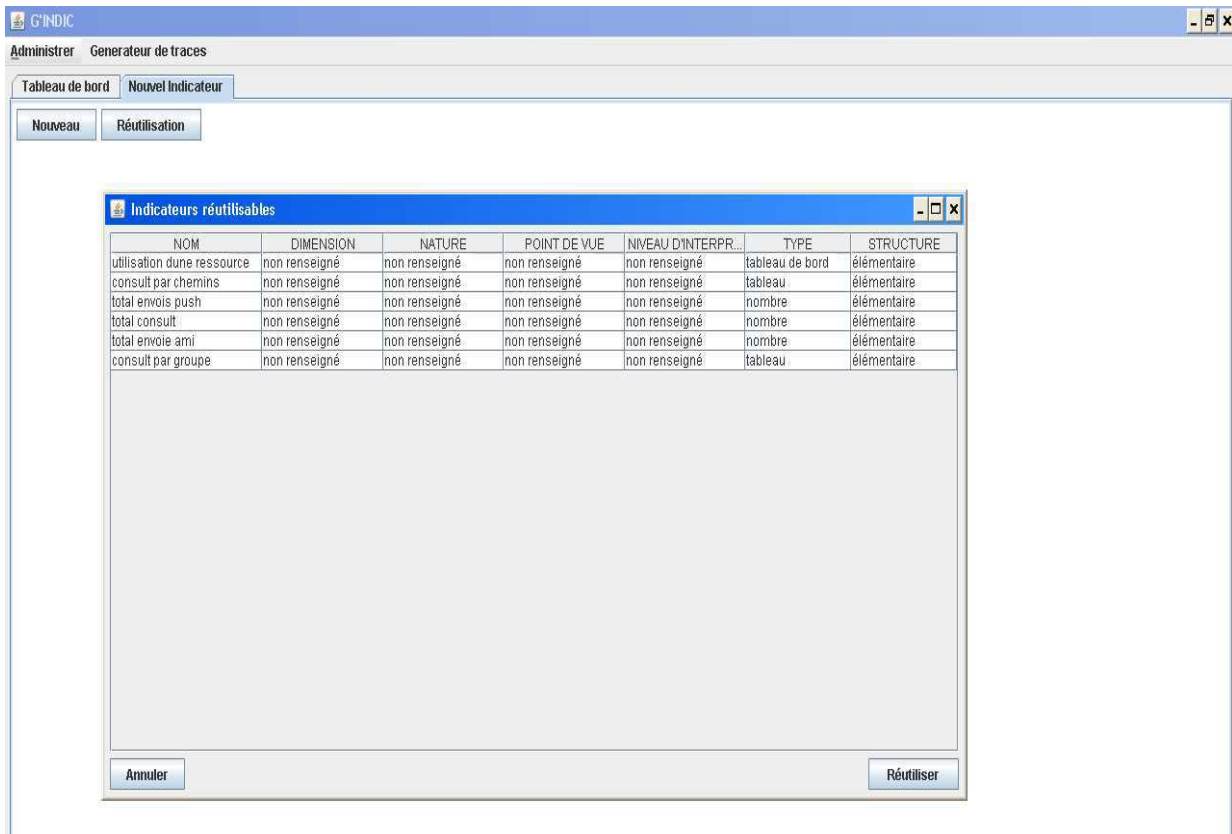 G'INDIC
Administrer Generateur de traces
Tableau de bord Nouvel Indicateur
Nouveau Réutilisation
Indicateurs réutilisables
NOM DIMENSION NATURE POINT DE VUE NIVEAU D'INTERPR... TYPE STRUCTURE
utilisation dune ressource non renseigné non renseigné non renseigné non renseigné tableau de bord élémentaire
consult par chemins non renseigné non renseigné non renseigné non renseigné tableau élémentaire
total envois push non renseigné non renseigné non renseigné non renseigné nombre élémentaire
total consult non renseigné non renseigné non renseigné non renseigné nombre élémentaire
total envoie ami non renseigné non renseigné non renseigné non renseigné nombre élémentaire
consult par groupe non renseigné non renseigné non renseigné non renseigné tableau élémentaire
Annuler Réutiliser